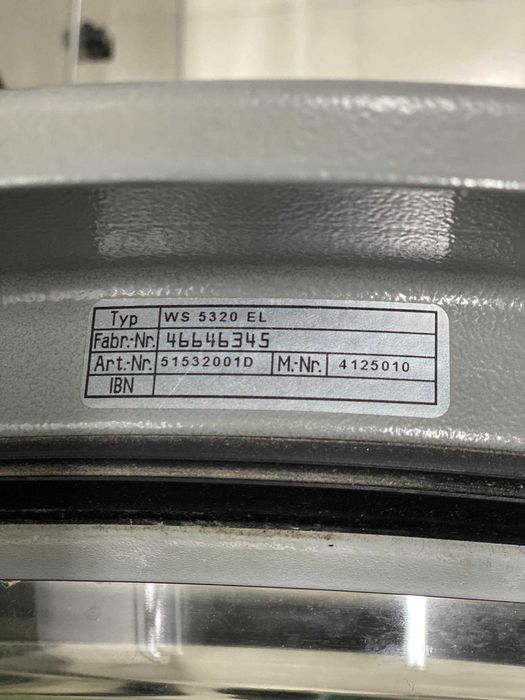 Typ WS 5320 EL
Fabr.-Nr. 46646345
Art.-Nr. 51532001D M.-Nr. 4125010
IBN